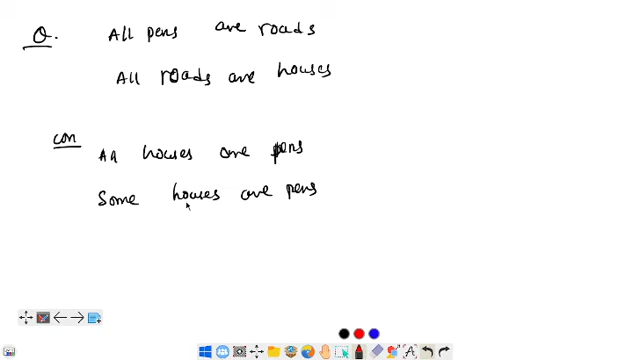 Q. All pens are roads
All roads are houses
con
All houses are pens
Some houses are pens